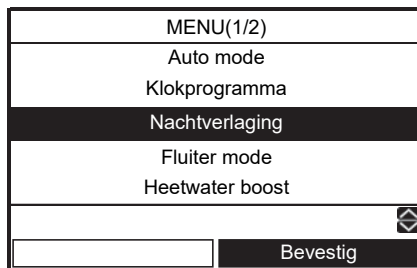 MENU(1/2)
Auto mode
Klokprogramma
Nachtverlaging
Fluiter mode
Heetwater boost
Bevestig